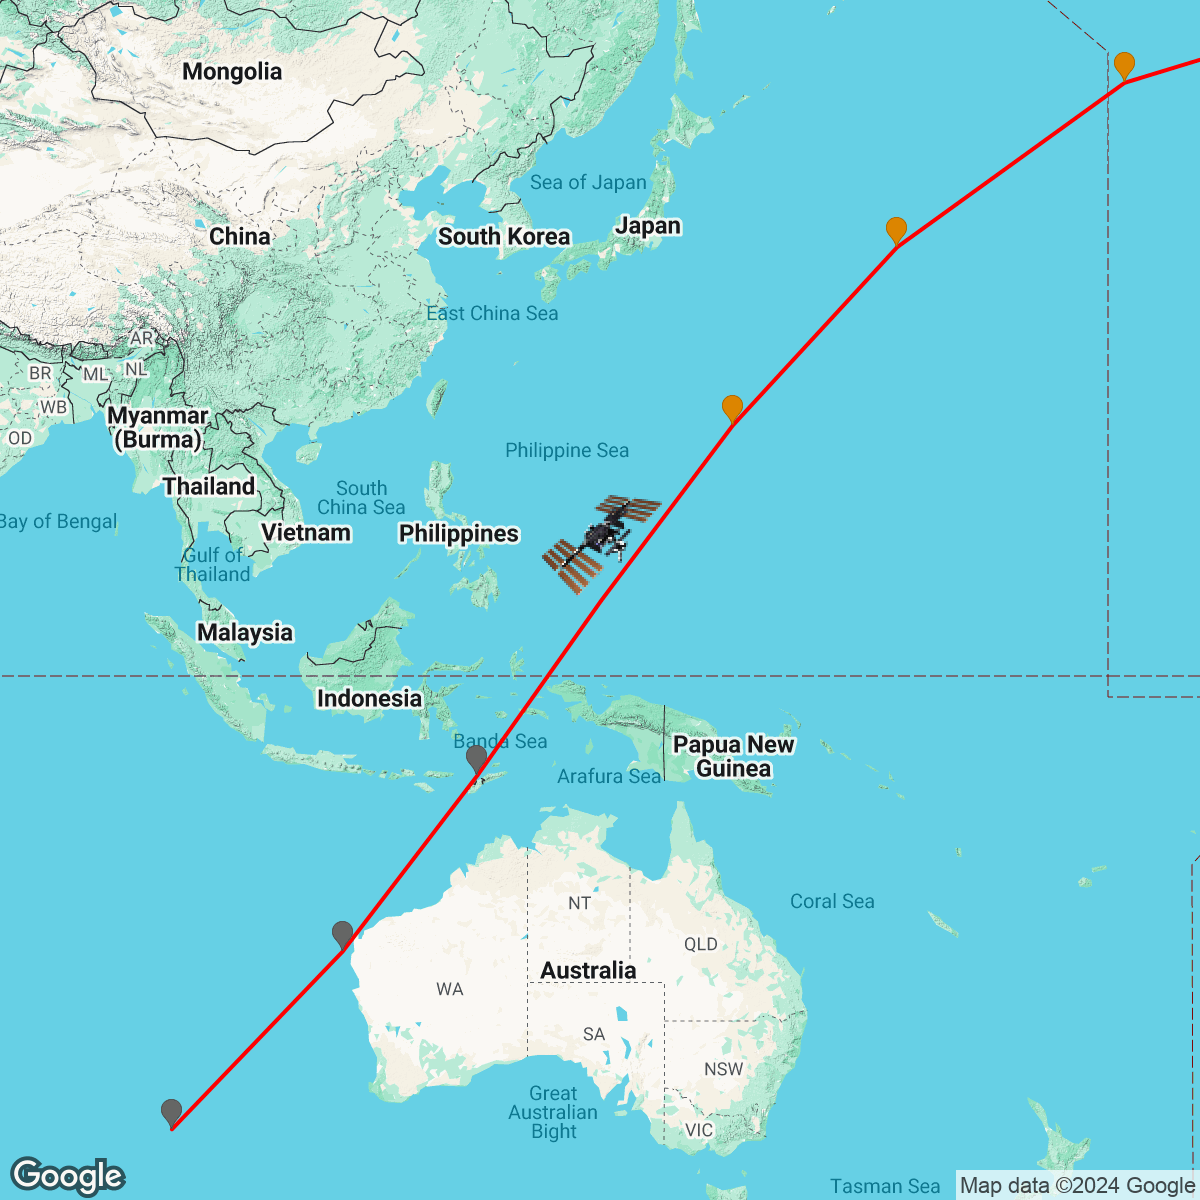 Mongolia
Sea of Japan
Japan
China
South Korea
East China Sea
AR
BR
ML
NL
WB
Myanmar
(Burma)
OD
Philippine Sea
Thailand
South
China Sea
Bay of Bengal
Vietnam
Philippines
Gulf of
Thailand
Malaysia
Indonesia
Banda Sea
Papua New
Guinea
Arafura Sea
NT
Coral Sea
QLD
Australia
WA
SA
NSW
Great
Australian
Bight
VIC
Google
Tasman Sea
Map data ©2024 Google